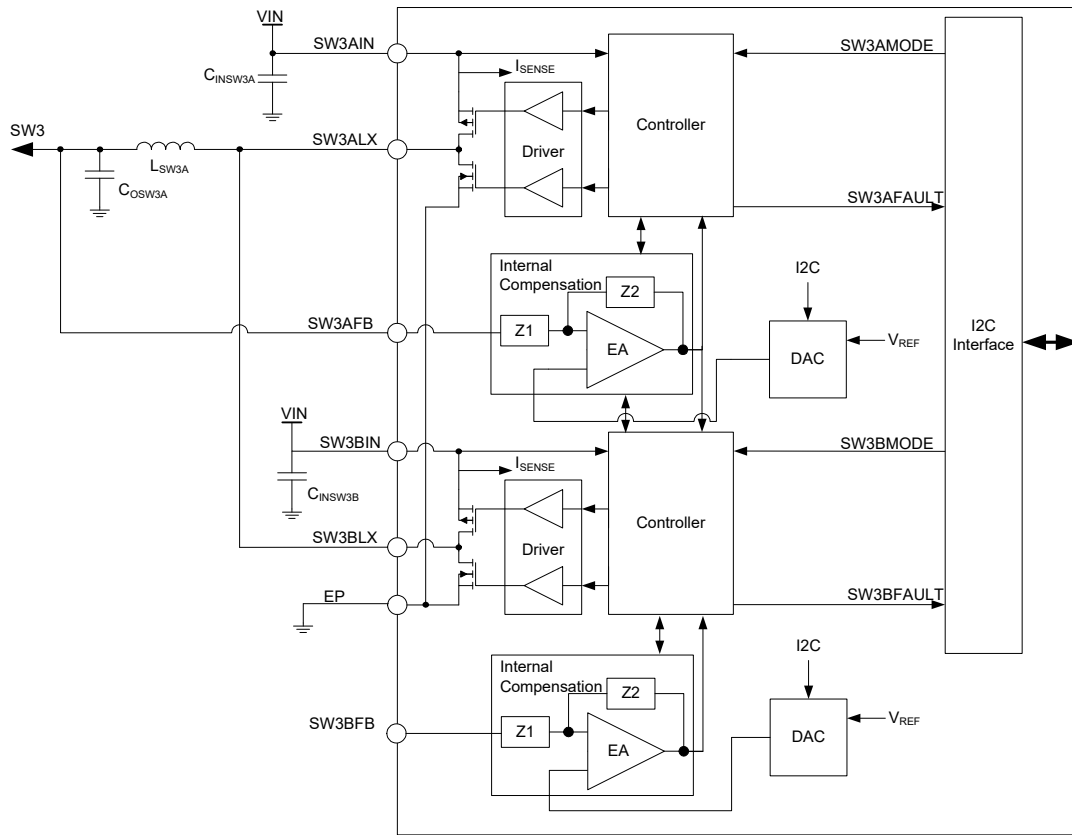 VIN
SW3AIN
SW3AMODE
CINSW3A
ISENSE
Controller
SW3
SW3ALX
Driver
LSW3A
COSW3A
SW3AFAULT
Internal
Compensation
Z2
I2C
SW3AFB
Z1
EA
DAC
VREF
I2C
Interface
VIN
SW3BIN
SW3BMODE
ISENSE
CINSW3B
Controller
SW3BLX
Driver
EP
SW3BFAULT
Internal
Compensation
Z2
I2C
SW3BFB
Z1
EA
DAC
VREF